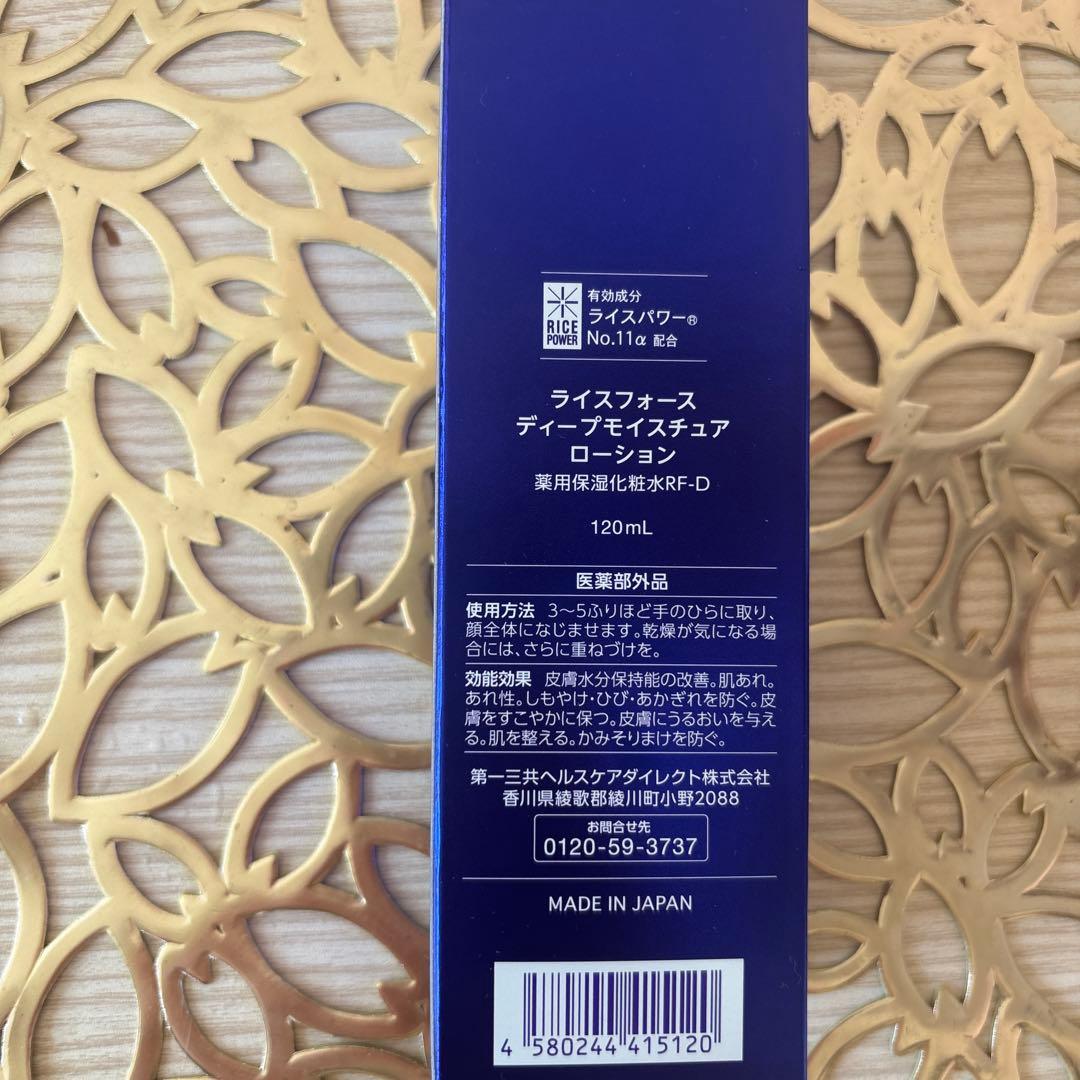 RICE
POWER
有効成分
ライスパワー®
No.11α 配合
ライスフォース
ディープモイスチュア
ローション
薬用保湿化粧水RF-D
120mL
医薬部外品
使用方法 3～5ふりほど手のひらに取り、
顔全体になじませます。乾燥が気になる場
合には、さらに重ねづけを。
効能効果 皮膚水分保持能の改善。肌あれ。
あれ性。しもやけ・ひび・あかぎれを防ぐ。皮
膚をすこやかに保つ。皮膚にうるおいを与え
る。肌を整える。かみそりまけを防ぐ。
第一三共ヘルスケアダイレクト株式会社
香川県綾歌郡綾川町小野2088
お問合せ先
0120-59-3737
MADE IN JAPAN
4 580244 415120